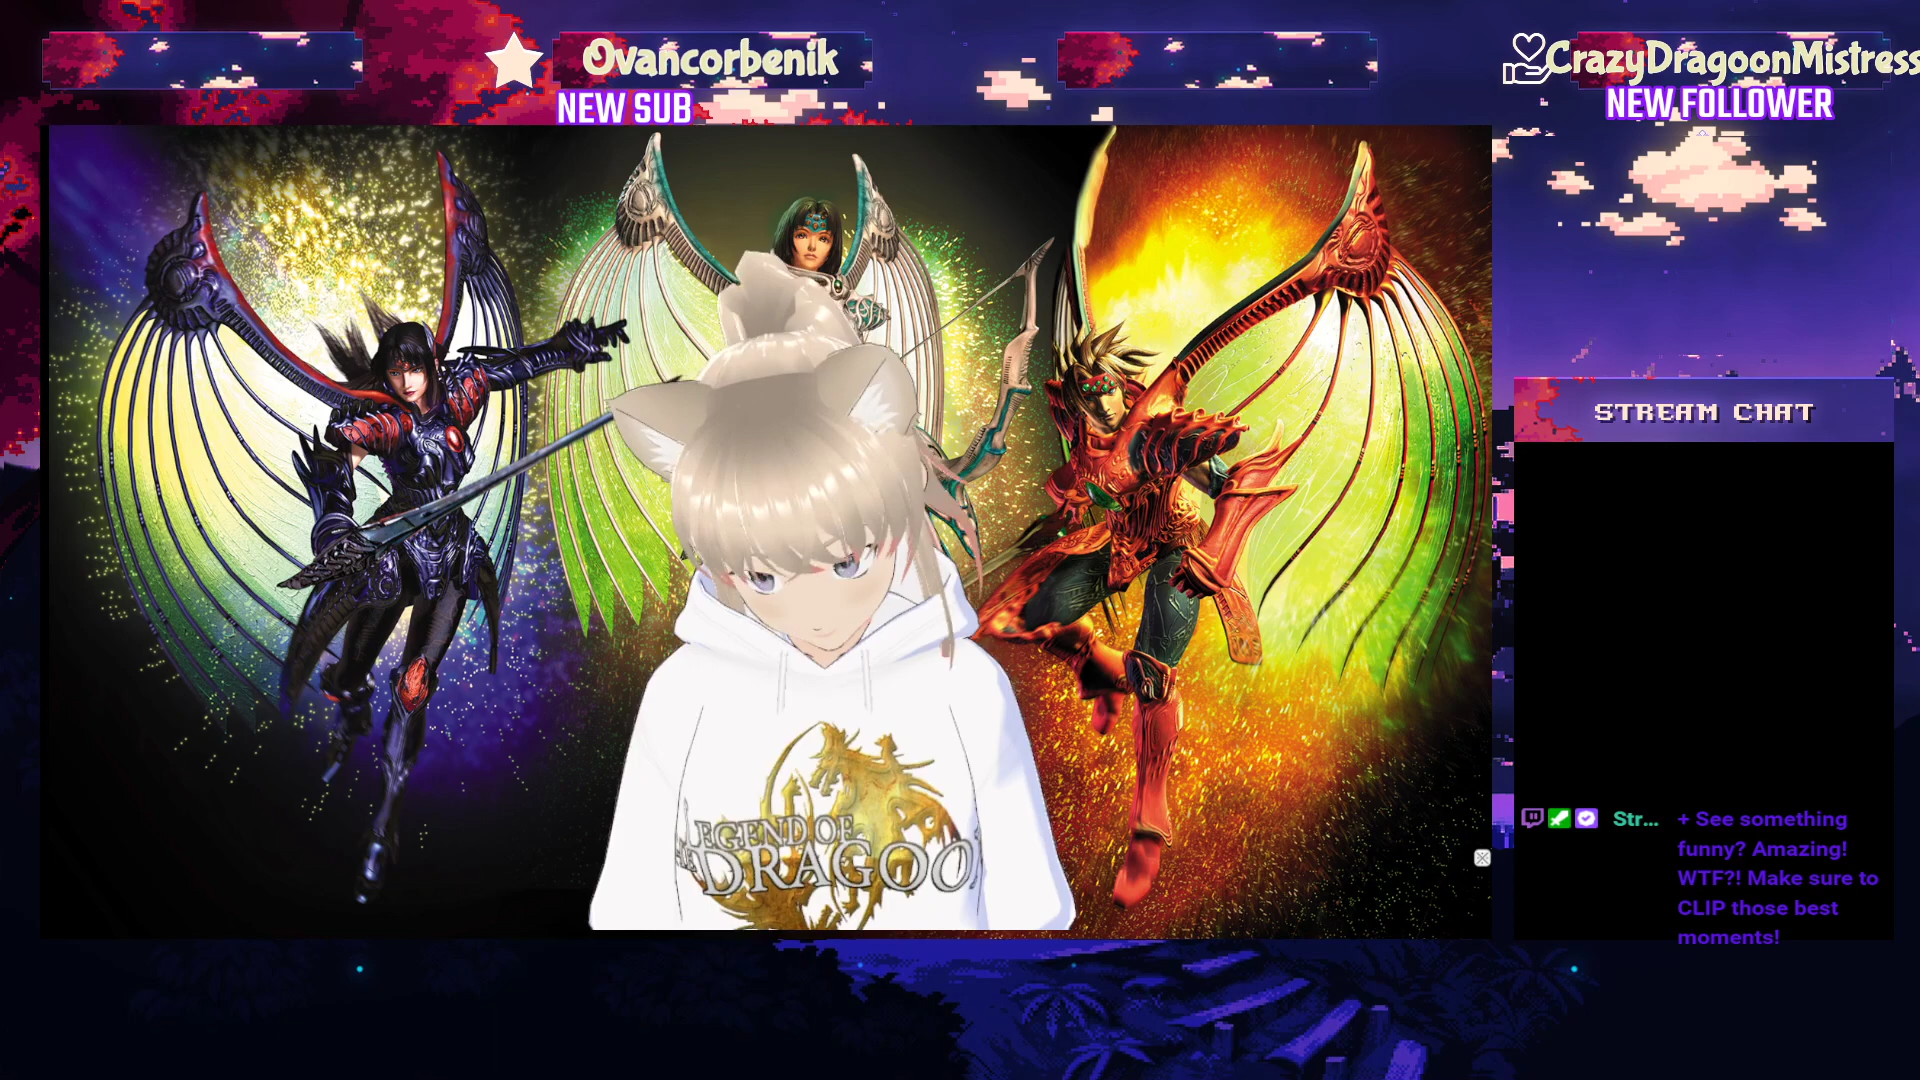 Ovancorbenik
NEW SUB
CrazyDragoonMistress
NEW FOLLOWER
STREAM CHAT
Str...
+ See something
funny? Amazing!
WTF?! Make sure to
CLIP those best
moments!
LEGEND OF
DRAGOO